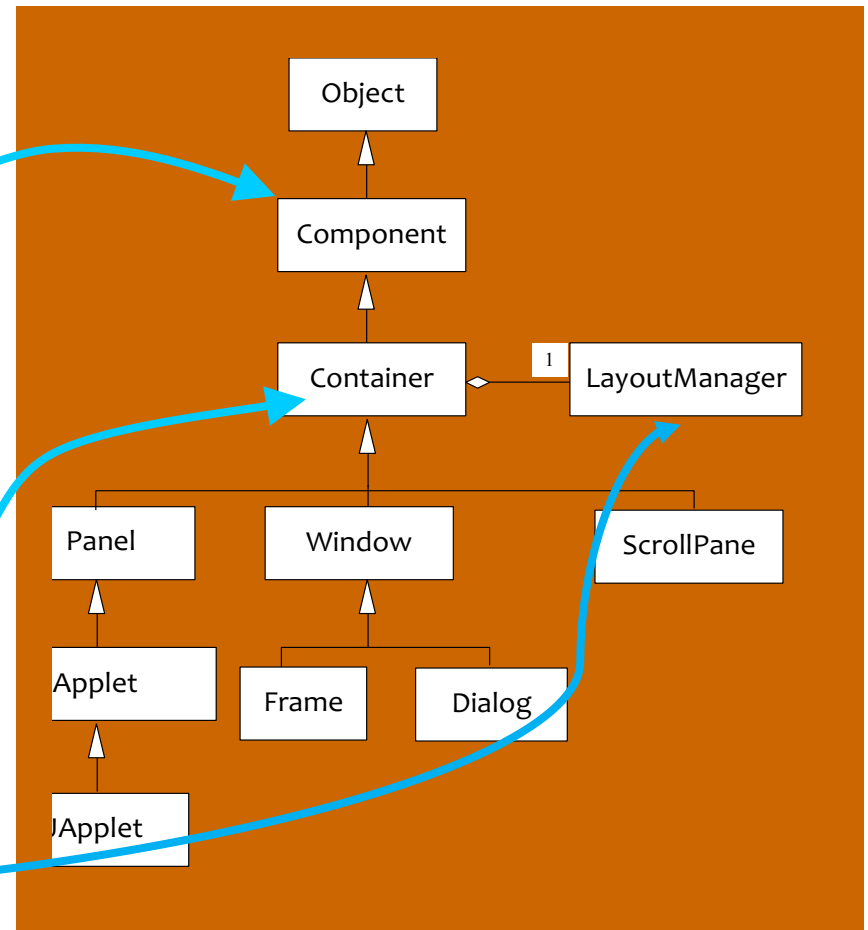 Object
Component
Container
1
LayoutManager
Panel
Window
ScrollPane
Applet
Frame
Dialog
JApplet